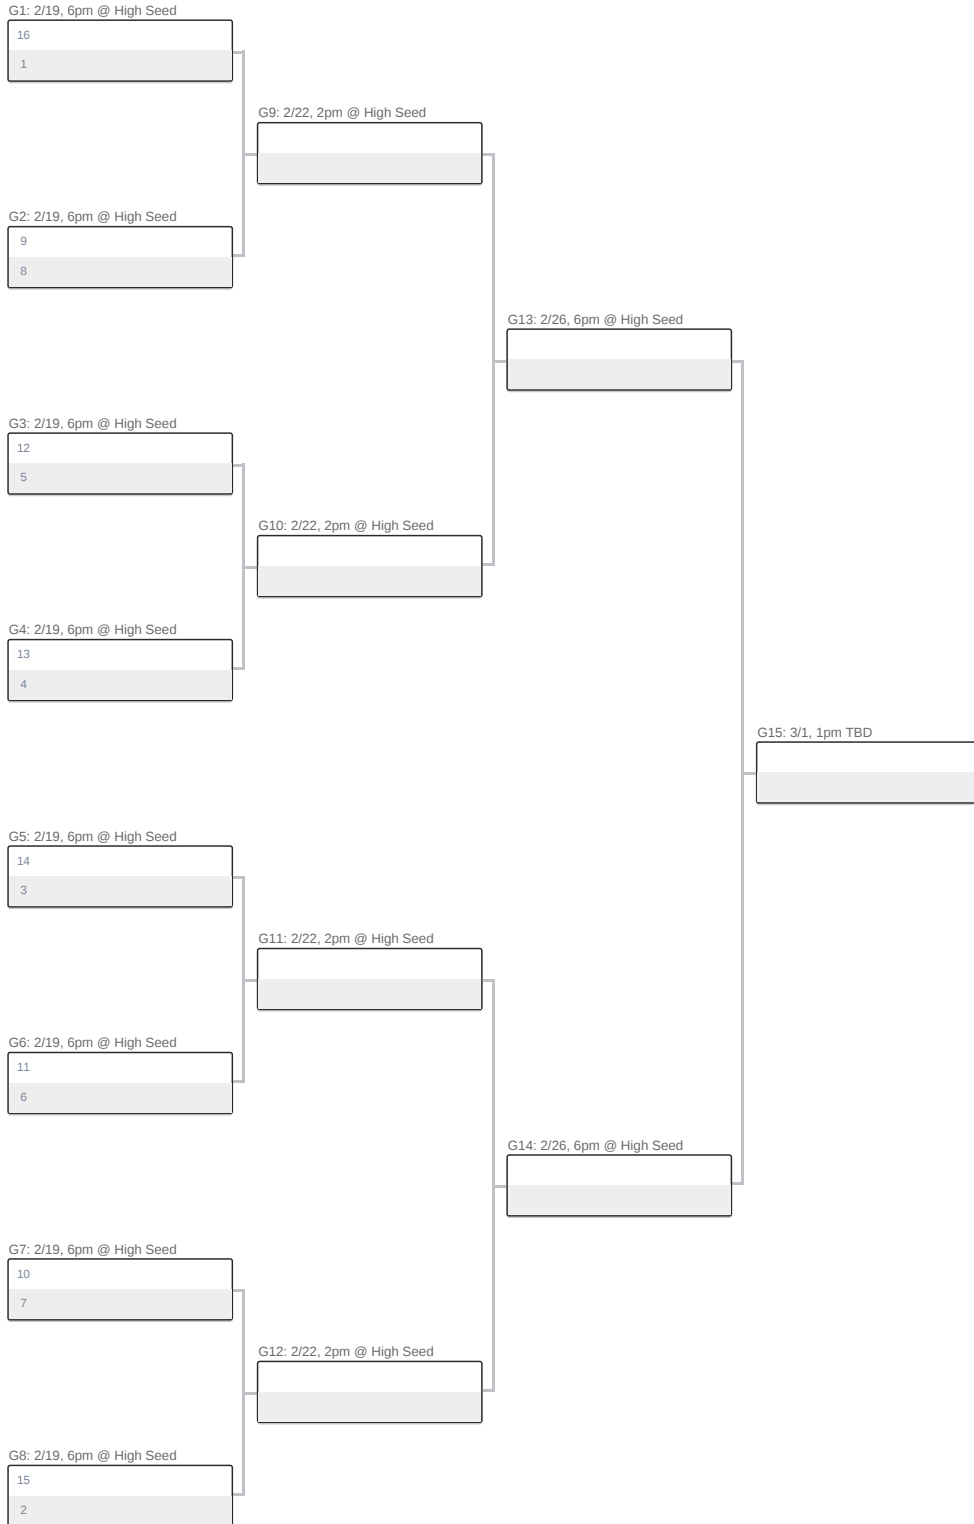 G1: 2/19, 6pm @ High Seed
16
1
G9: 2/22, 2pm @ High Seed
G2: 2/19, 6pm @ High Seed
9
8
G13: 2/26, 6pm @ High Seed
G3: 2/19, 6pm @ High Seed
12
5
G10: 2/22, 2pm @ High Seed
G4: 2/19, 6pm @ High Seed
13
4
G15: 3/1, 1pm TBD
G5: 2/19, 6pm @ High Seed
14
3
G11: 2/22, 2pm @ High Seed
G6: 2/19, 6pm @ High Seed
11
6
G14: 2/26, 6pm @ High Seed
G7: 2/19, 6pm @ High Seed
10
7
G12: 2/22, 2pm @ High Seed
G8: 2/19, 6pm @ High Seed
15
2